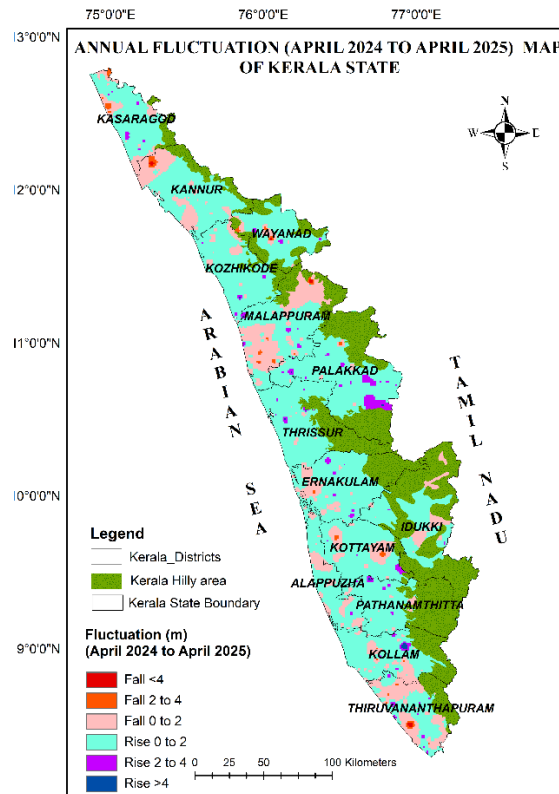 75°0'0"E 76°0'0"E 77°0'0"E
13°0'0"N
ANNUAL FLUCTUATION (APRIL 2024 TO APRIL 2025) MAP
OF KERALA STATE
N
W E
S
KASARAGOD
12°0'0"N
KANNUR
WAYANAD
KOZHIKODE
MALAPPURAM
ARABIAN SEA
11°0'0"N
PALAKKAD
TAMIL NADU
THRISSUR
ERNAKULAM
10°0'0"N
IDUKKI
KOTTAYAM
ALAPPUZHA
PATHANAMTHITTA
9°0'0"N
KOLLAM
THIRUVANANTHAPURAM
Legend
Kerala_Districts
Kerala Hilly area
Kerala State Boundary
Fluctuation (m)
(April 2024 to April 2025)
Fall <4
Fall 2 to 4
Fall 0 to 2
Rise 0 to 2
Rise 2 to 4
Rise >4
0 25 50 100 Kilometers